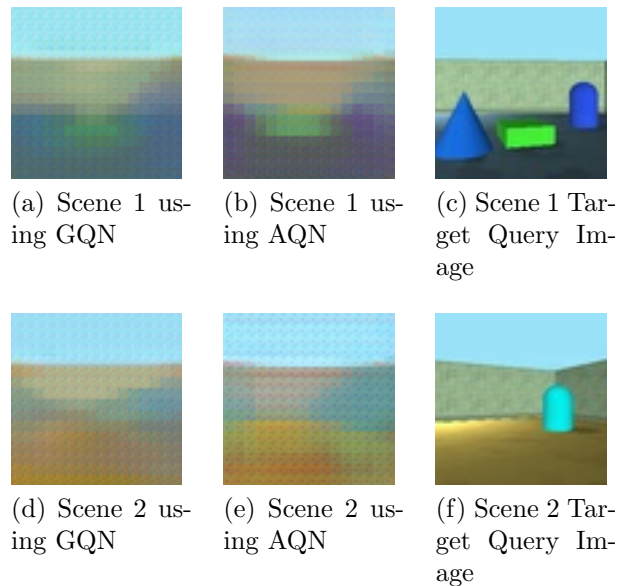 (a) Scene 1 us-
ing GQN
(b) Scene 1 us-
ing AQN
(c) Scene 1 Tar-
get Query Im-
age
(d) Scene 2 us-
ing GQN
(e) Scene 2 us-
ing AQN
(f) Scene 2 Tar-
get Query Im-
age